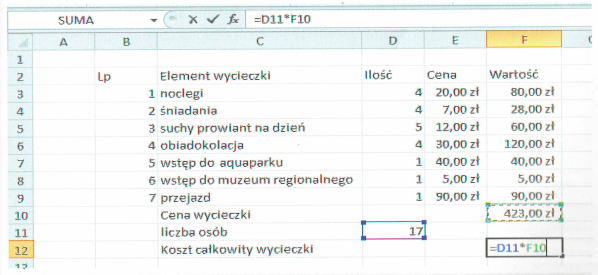 SUMA =D11*F10
A B C D E F
1
2 Lp Element wycieczki Ilość Cena Wartość
3 1 noclegi 4 20,00 zł 80,00 zł
4 2 śniadania 4 7,00 zł 28,00 zł
5 3 suchy prowiant na dzień 5 12,00 zł 60,00 zł
6 4 obiadokolacja 4 30,00 zł 120,00 zł
7 5 wstęp do aquaparku 1 40,00 zł 40,00 zł
8 6 wstęp do muzeum regionalnego 1 5,00 zł 5,00 zł
9 7 przejazd 1 90,00 zł 90,00 zł
10 Cena wycieczki 423,00 zł
11 liczba osób 17
12 Koszt całkowity wycieczki =D11*F10